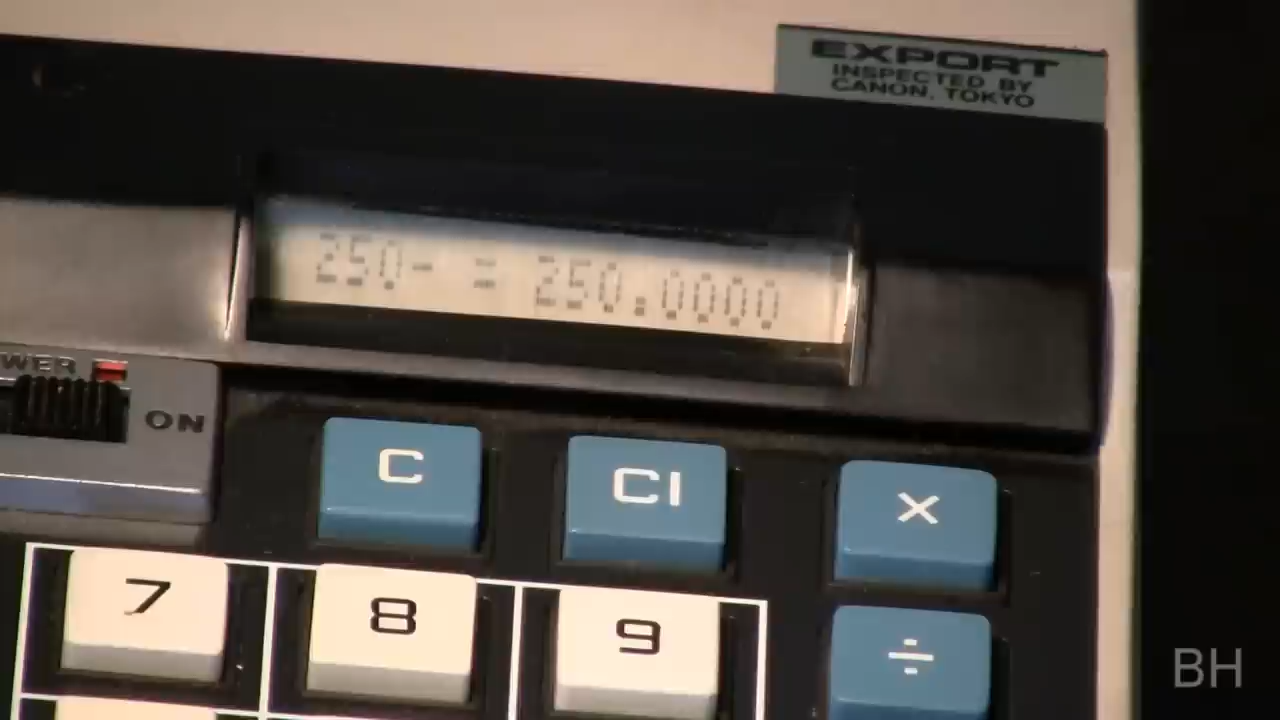 EXPORT
INSPECTED BY
CANON. TOKYO
250- = 250.0000
WER
ON
C
CI
X
7
8
9
÷
BH